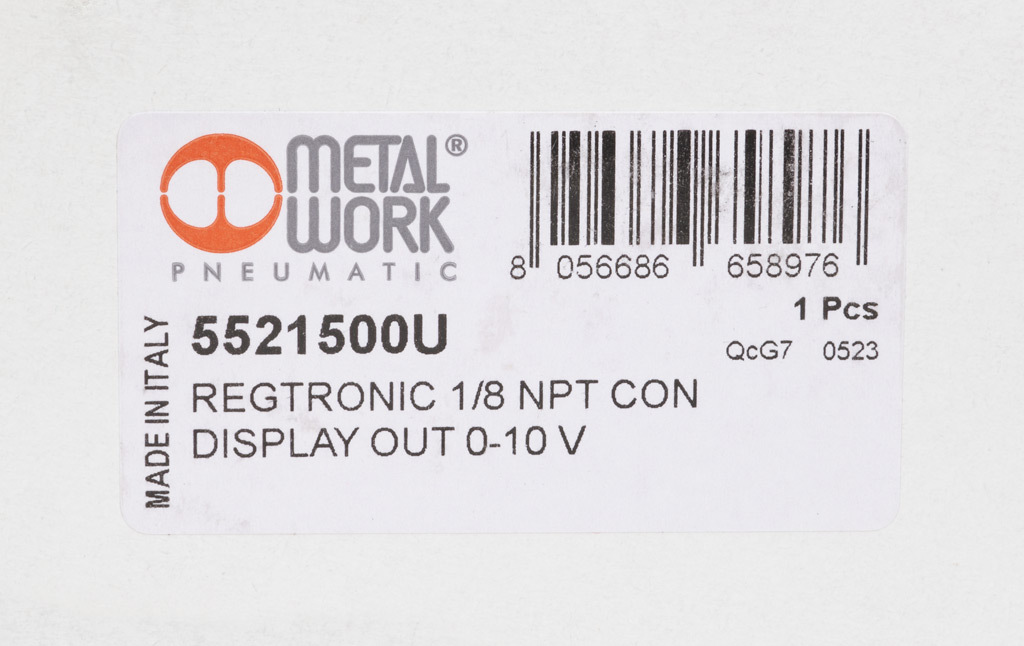 METAL®
WORK
PNEUMATIC
8 056686 658976
1 Pcs
QcG7 0523
MADE IN ITALY
5521500U
REGTRONIC 1/8 NPT CON
DISPLAY OUT 0-10 V